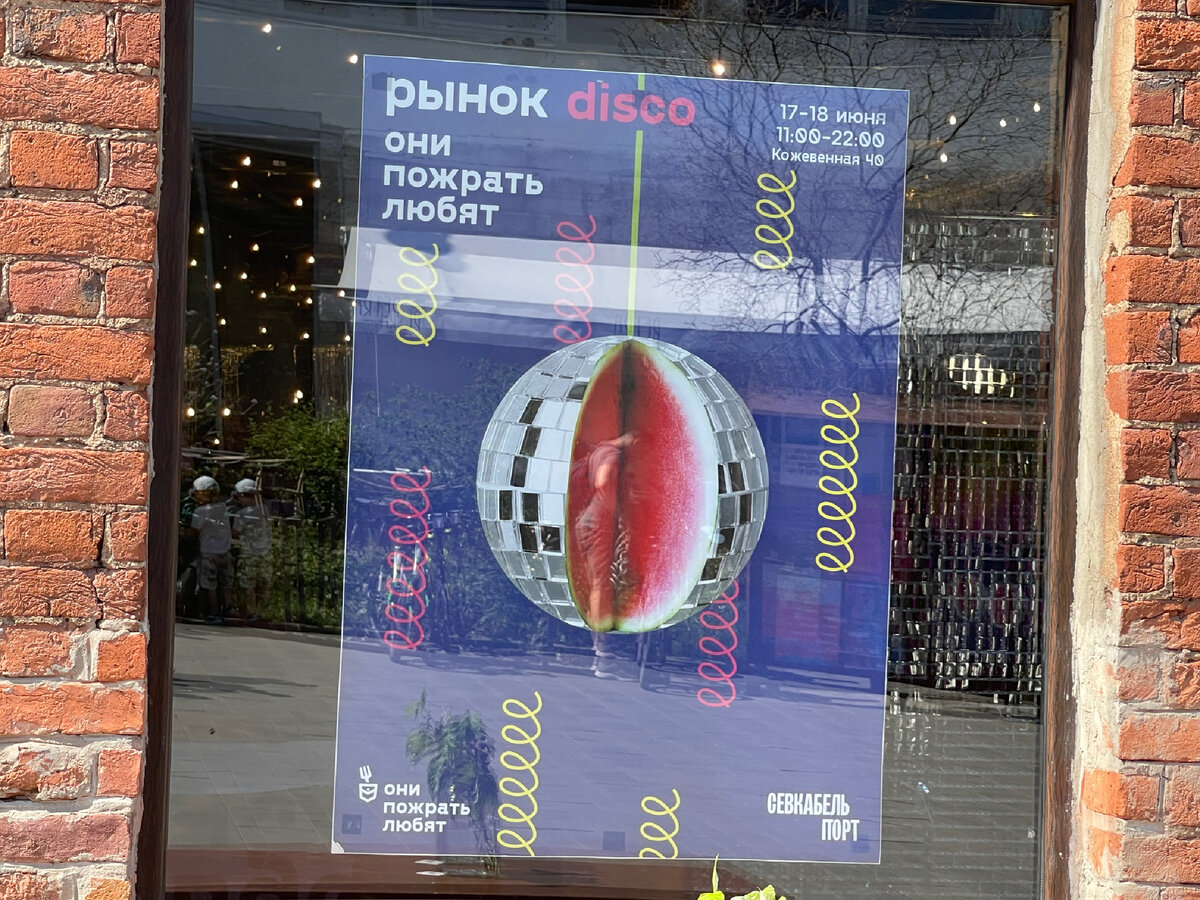 рынок disco
они
пожрать
любят
17-18 июня
11:00-22:00
Кожевенная 40
они
пожрать
любят
СЕВКАБЕЛЬ
ПОРТ